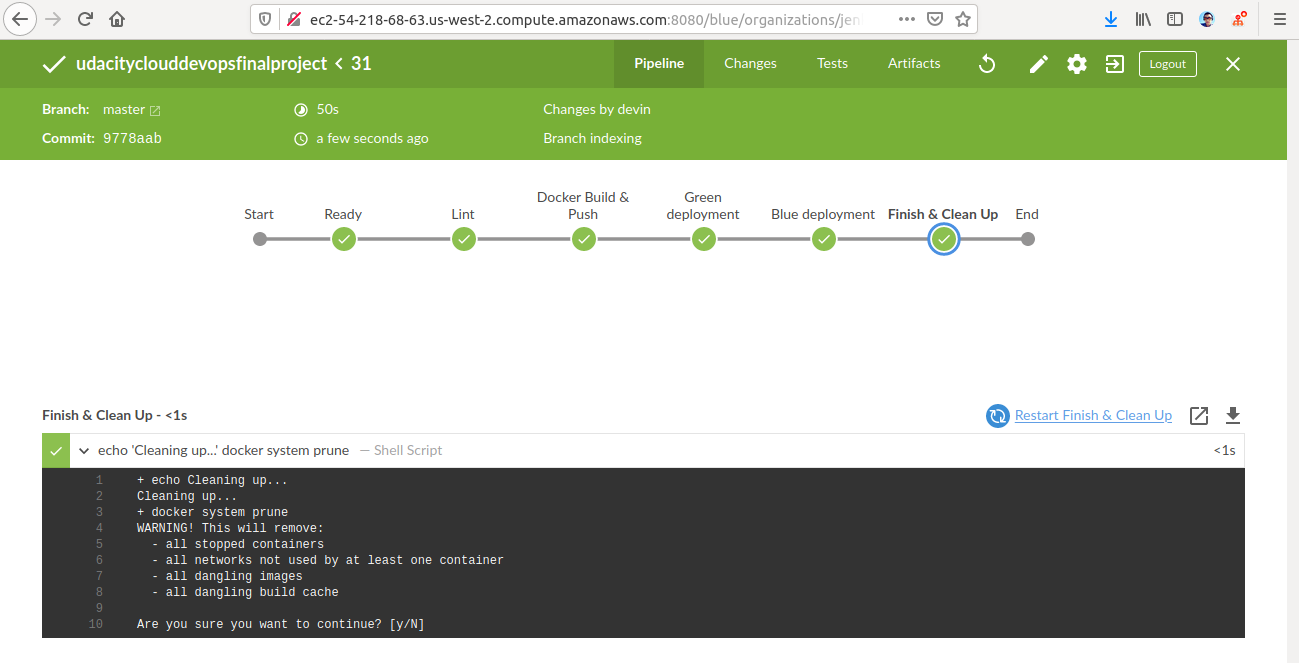 ec2-54-218-68-63.us-west-2.compute.amazonaws.com:8080/blue/organizations/jen
udacityclouddevopsfinalproject < 31
Pipeline
Changes
Tests
Artifacts
Logout
Branch: master
50s
Changes by devin
Commit: 9778aab
a few seconds ago
Branch indexing
Start
Ready
Lint
Docker Build &
Push
Green
deployment
Blue deployment
Finish & Clean Up
End
Finish & Clean Up - <1s
Restart Finish & Clean Up
echo 'Cleaning up...' docker system prune — Shell Script
<1s
1 + echo Cleaning up...
2 Cleaning up...
3 + docker system prune
4 WARNING! This will remove:
5 - all stopped containers
6 - all networks not used by at least one container
7 - all dangling images
8 - all dangling build cache
9
10 Are you sure you want to continue? [y/N]